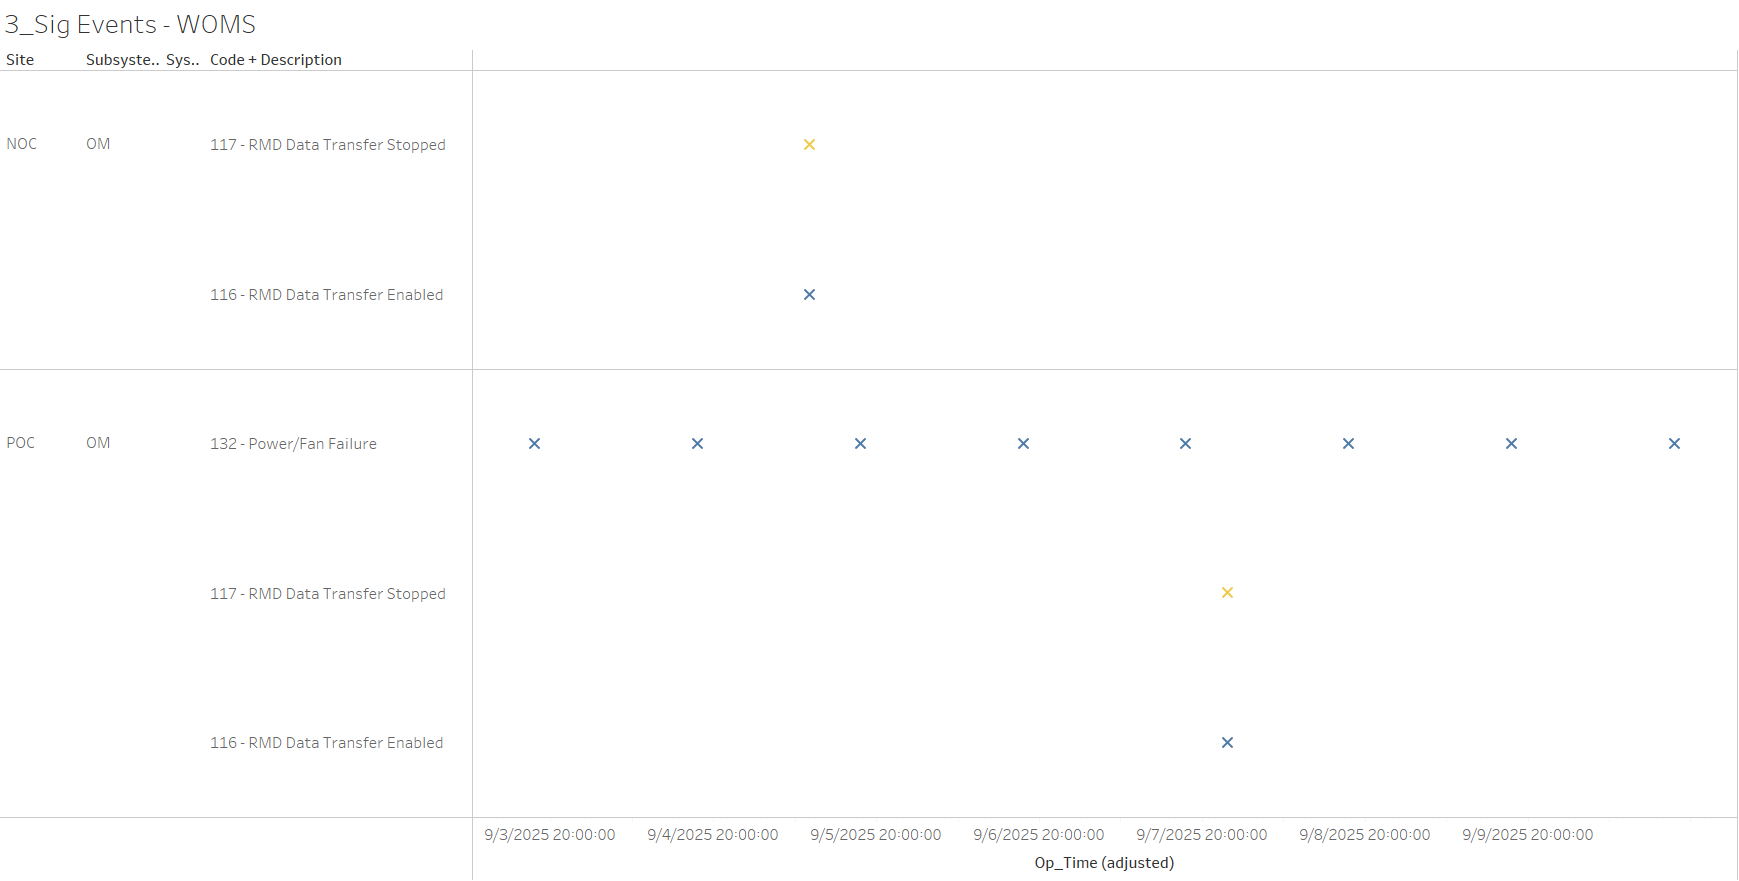 3_Sig Events - WOMS
Site Subsyste.. Sys.. Code + Description
NOC OM 117 - RMD Data Transfer Stopped
116 - RMD Data Transfer Enabled
POC OM 132 - Power/Fan Failure
117 - RMD Data Transfer Stopped
116 - RMD Data Transfer Enabled
9/3/2025 20:00:00 9/4/2025 20:00:00 9/5/2025 20:00:00 9/6/2025 20:00:00 9/7/2025 20:00:00 9/8/2025 20:00:00 9/9/2025 20:00:00
Op_Time (adjusted)